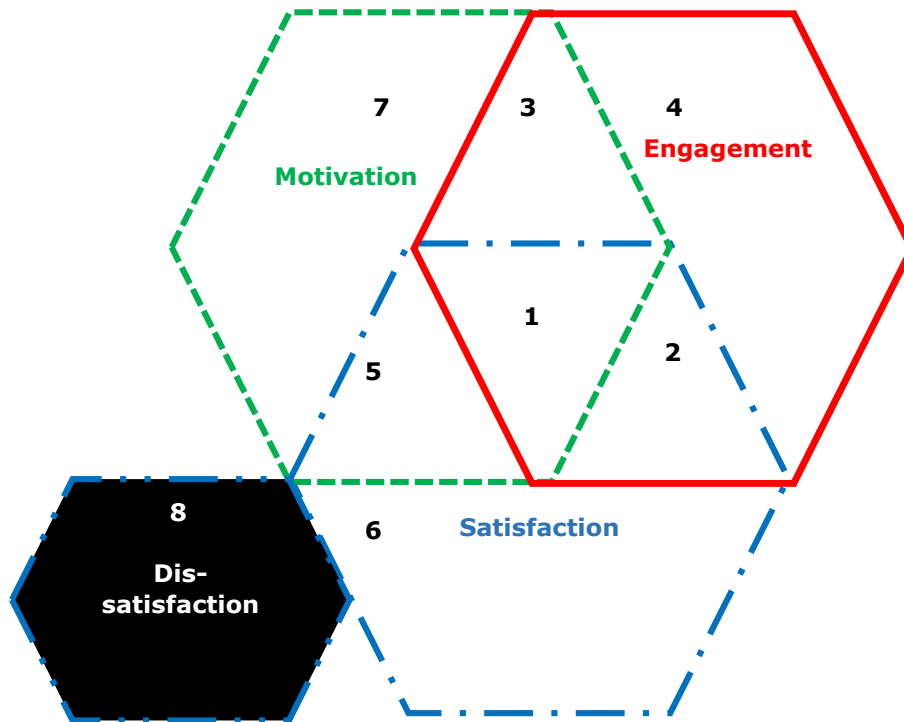 7
3
4
Engagement
Motivation
1
2
5
6
Satisfaction
8
Dis-
satisfaction